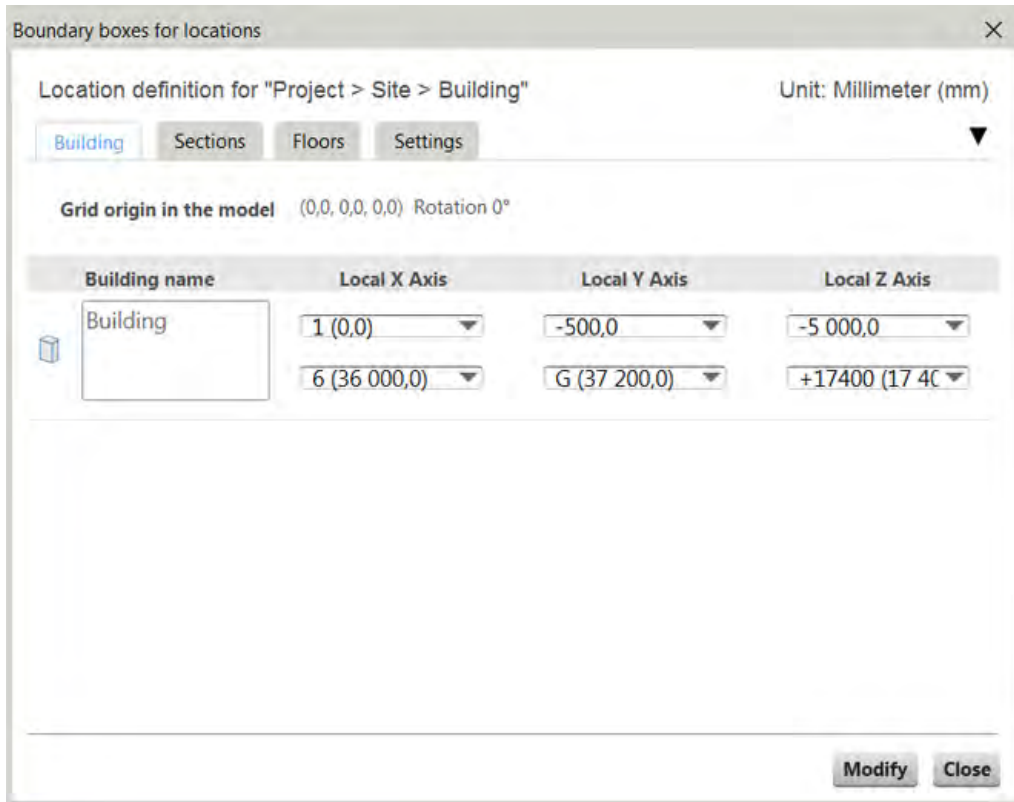 Boundary boxes for locations
Location definition for "Project > Site > Building" Unit: Millimeter (mm)
Building Sections Floors Settings
Grid origin in the model (0,0, 0,0, 0,0) Rotation 0°
Building name Local X Axis Local Y Axis Local Z Axis
Building 1 (0,0) -500,0 -5 000,0
6 (36 000,0) G (37 200,0) +17400 (17 40
Modify Close